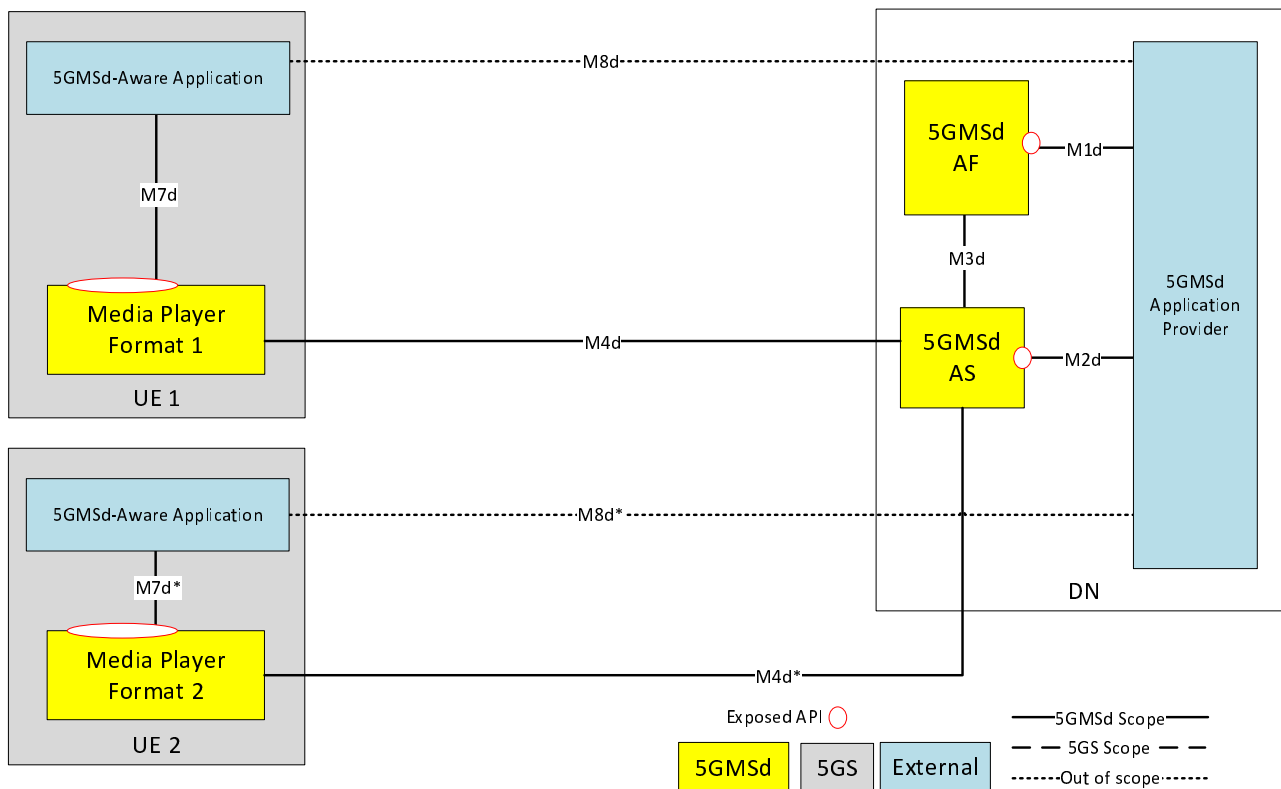 5GMSd-Aware Application
M8d
5GMSd
AF
M1d
M7d
M3d
5GMSd
Application
Provider
Media Player
Format 1
M4d
5GMSd
AS
M2d
UE 1
5GMSd-Aware Application
M8d*
M7d*
DN
Media Player
Format 2
M4d*
UE 2
Exposed API
5GMSd Scope
5GS Scope
Out of scope
5GMSd
5GS
External